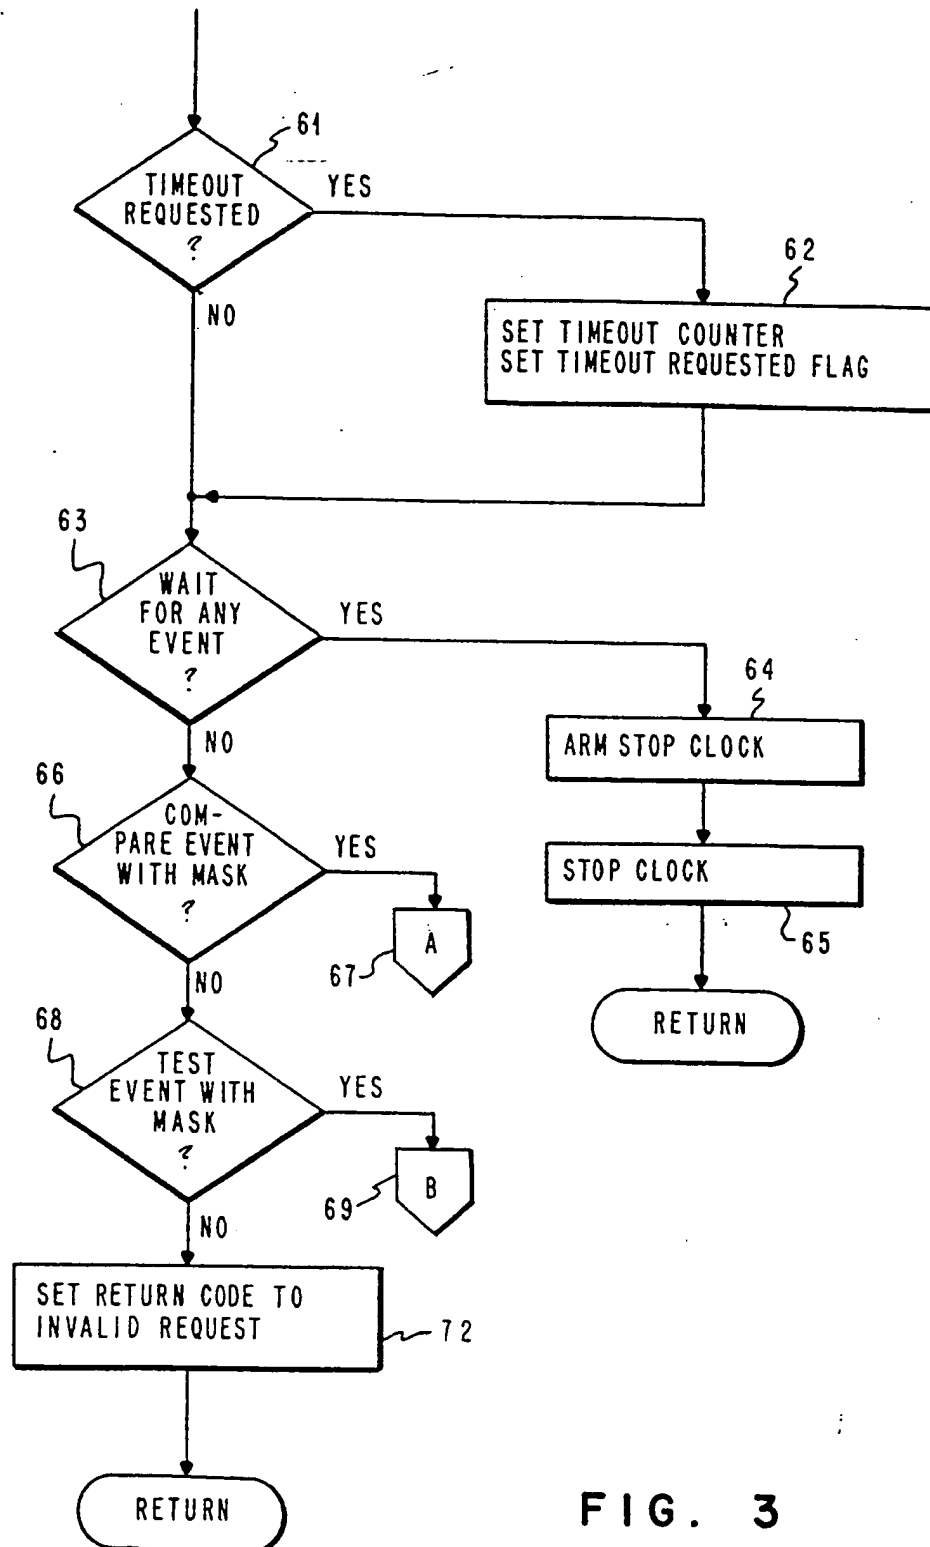 61
TIMEOUT
REQUESTED
?
YES
NO
62
SET TIMEOUT COUNTER
SET TIMEOUT REQUESTED FLAG
63
WAIT
FOR ANY
EVENT
?
YES
NO
64
ARM STOP CLOCK
STOP CLOCK
65
RETURN
66
COM-
PARE EVENT
WITH MASK
?
YES
A
67
NO
68
TEST
EVENT WITH
MASK
?
YES
B
69
NO
SET RETURN CODE TO
INVALID REQUEST
72
RETURN
FIG. 3